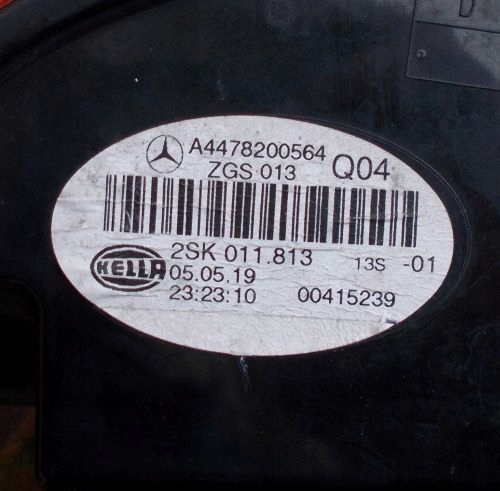 A4478200564
ZGS 013 Q04
2SK 011.813 13S -01
HELLA 05.05.19
23:23:10 00415239